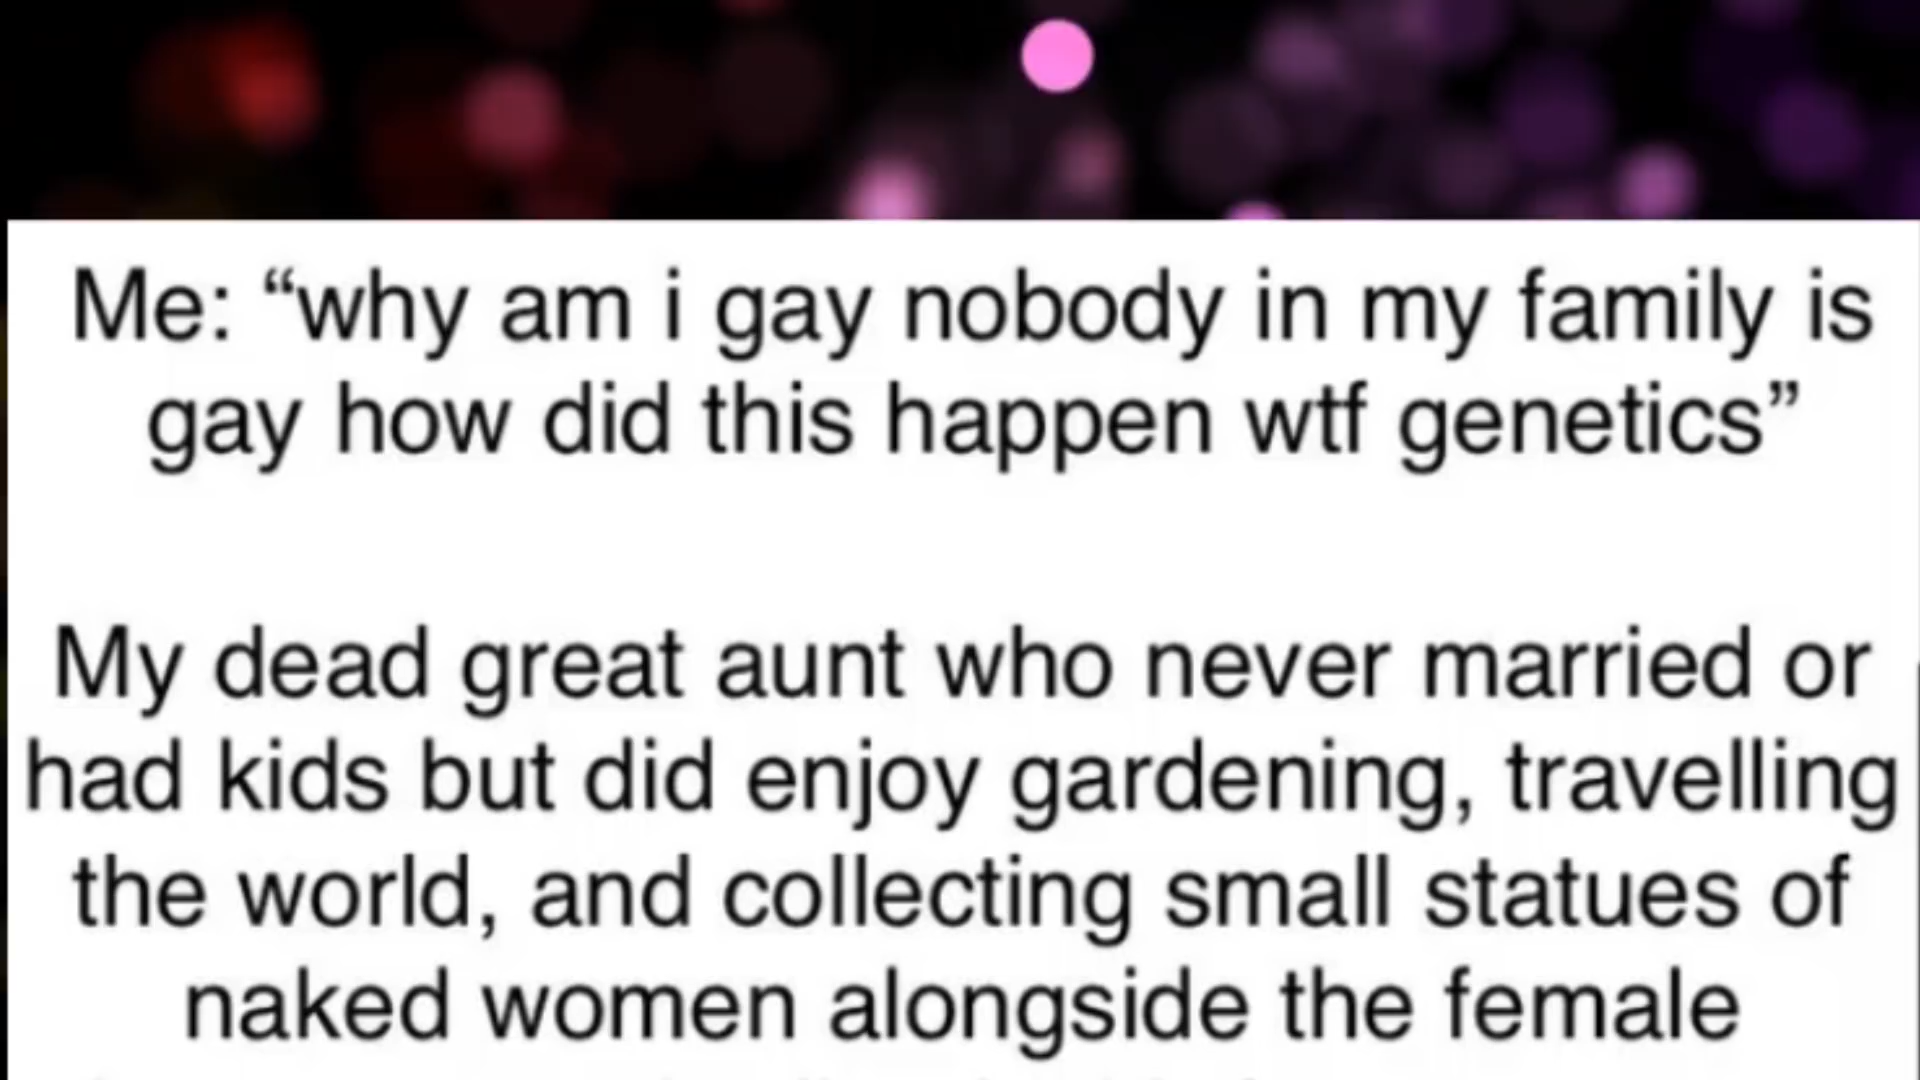 Me: “why am i gay nobody in my family is
gay how did this happen wtf genetics”
My dead great aunt who never married or
had kids but did enjoy gardening, travelling
the world, and collecting small statues of
naked women alongside the female